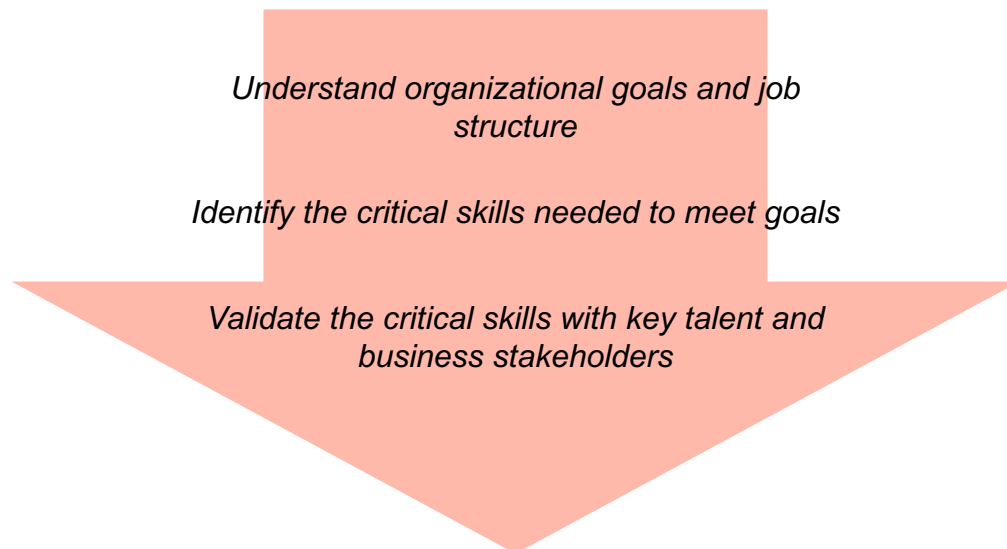 Understand organizational goals and job
structure
Identify the critical skills needed to meet goals
Validate the critical skills with key talent and
business stakeholders